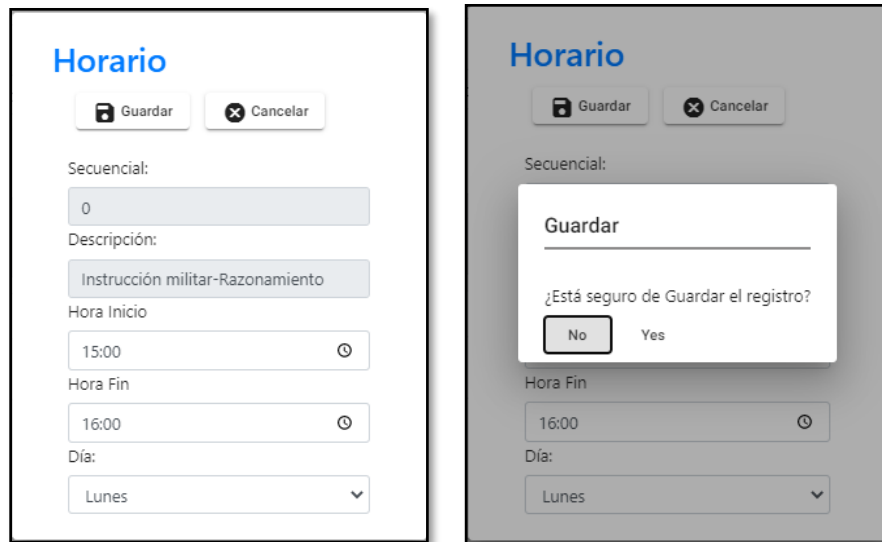 Horario
Guardar Cancelar
Secuencial:
0
Descripción:
Instrucción militar-Razonamiento
Hora Inicio
15:00
Hora Fin
16:00
Día:
Lunes
Horario
Guardar Cancelar
Secuencial:
Guardar
¿Está seguro de Guardar el registro?
No Yes
Hora Fin
16:00
Día:
Lunes